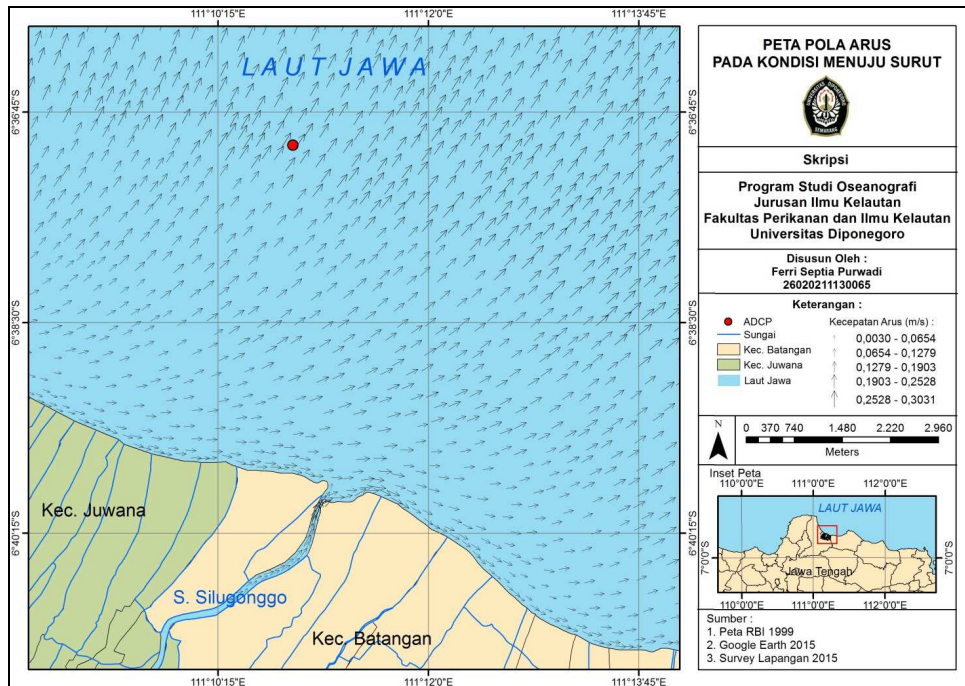 111°10'15"E
111°12'0"E
111°13'45"E
6°36'45"S
6°38'30"S
6°40'15"S
LAUT JAWA
Kec. Juwana
S. Silugonggo
Kec. Batangan
6°36'45"S
6°38'30"S
6°40'15"S
111°10'15"E
111°12'0"E
111°13'45"E
PETA POLA ARUS
PADA KONDISI MENUJU SURUT
UNIVERSITAS DIPONEGORO
SEMARANG
Skripsi
Program Studi Oseanografi
Jurusan Ilmu Kelautan
Fakultas Perikanan dan Ilmu Kelautan
Universitas Diponegoro
Disusun Oleh :
Ferri Septia Purwadi
26020211130065
Keterangan :
ADCP
Sungai
Kec. Batangan
Kec. Juwana
Laut Jawa
Kecepatan Arus (m/s) :
0,0030 - 0,0654
0,0654 - 0,1279
0,1279 - 0,1903
0,1903 - 0,2528
0,2528 - 0,3031
N
0 370 740 1.480 2.220 2.960
Meters
Inset Peta
110°0'0"E 111°0'0"E 112°0'0"E
LAUT JAWA
7°0'0"S
7°0'0"S
Jawa Tengah
110°0'0"E 111°0'0"E 112°0'0"E
Sumber :
1. Peta RBI 1999
2. Google Earth 2015
3. Survey Lapangan 2015